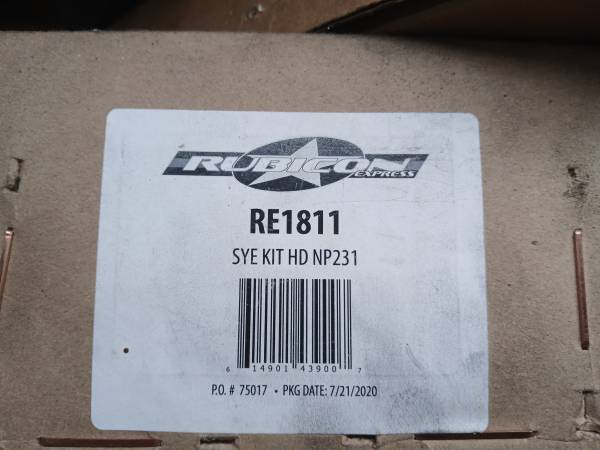 RUBICON
EXPRESS
RE1811
SYE KIT HD NP231
6 14901 43900 7
P.O. # 75017 • PKG DATE: 7/21/2020